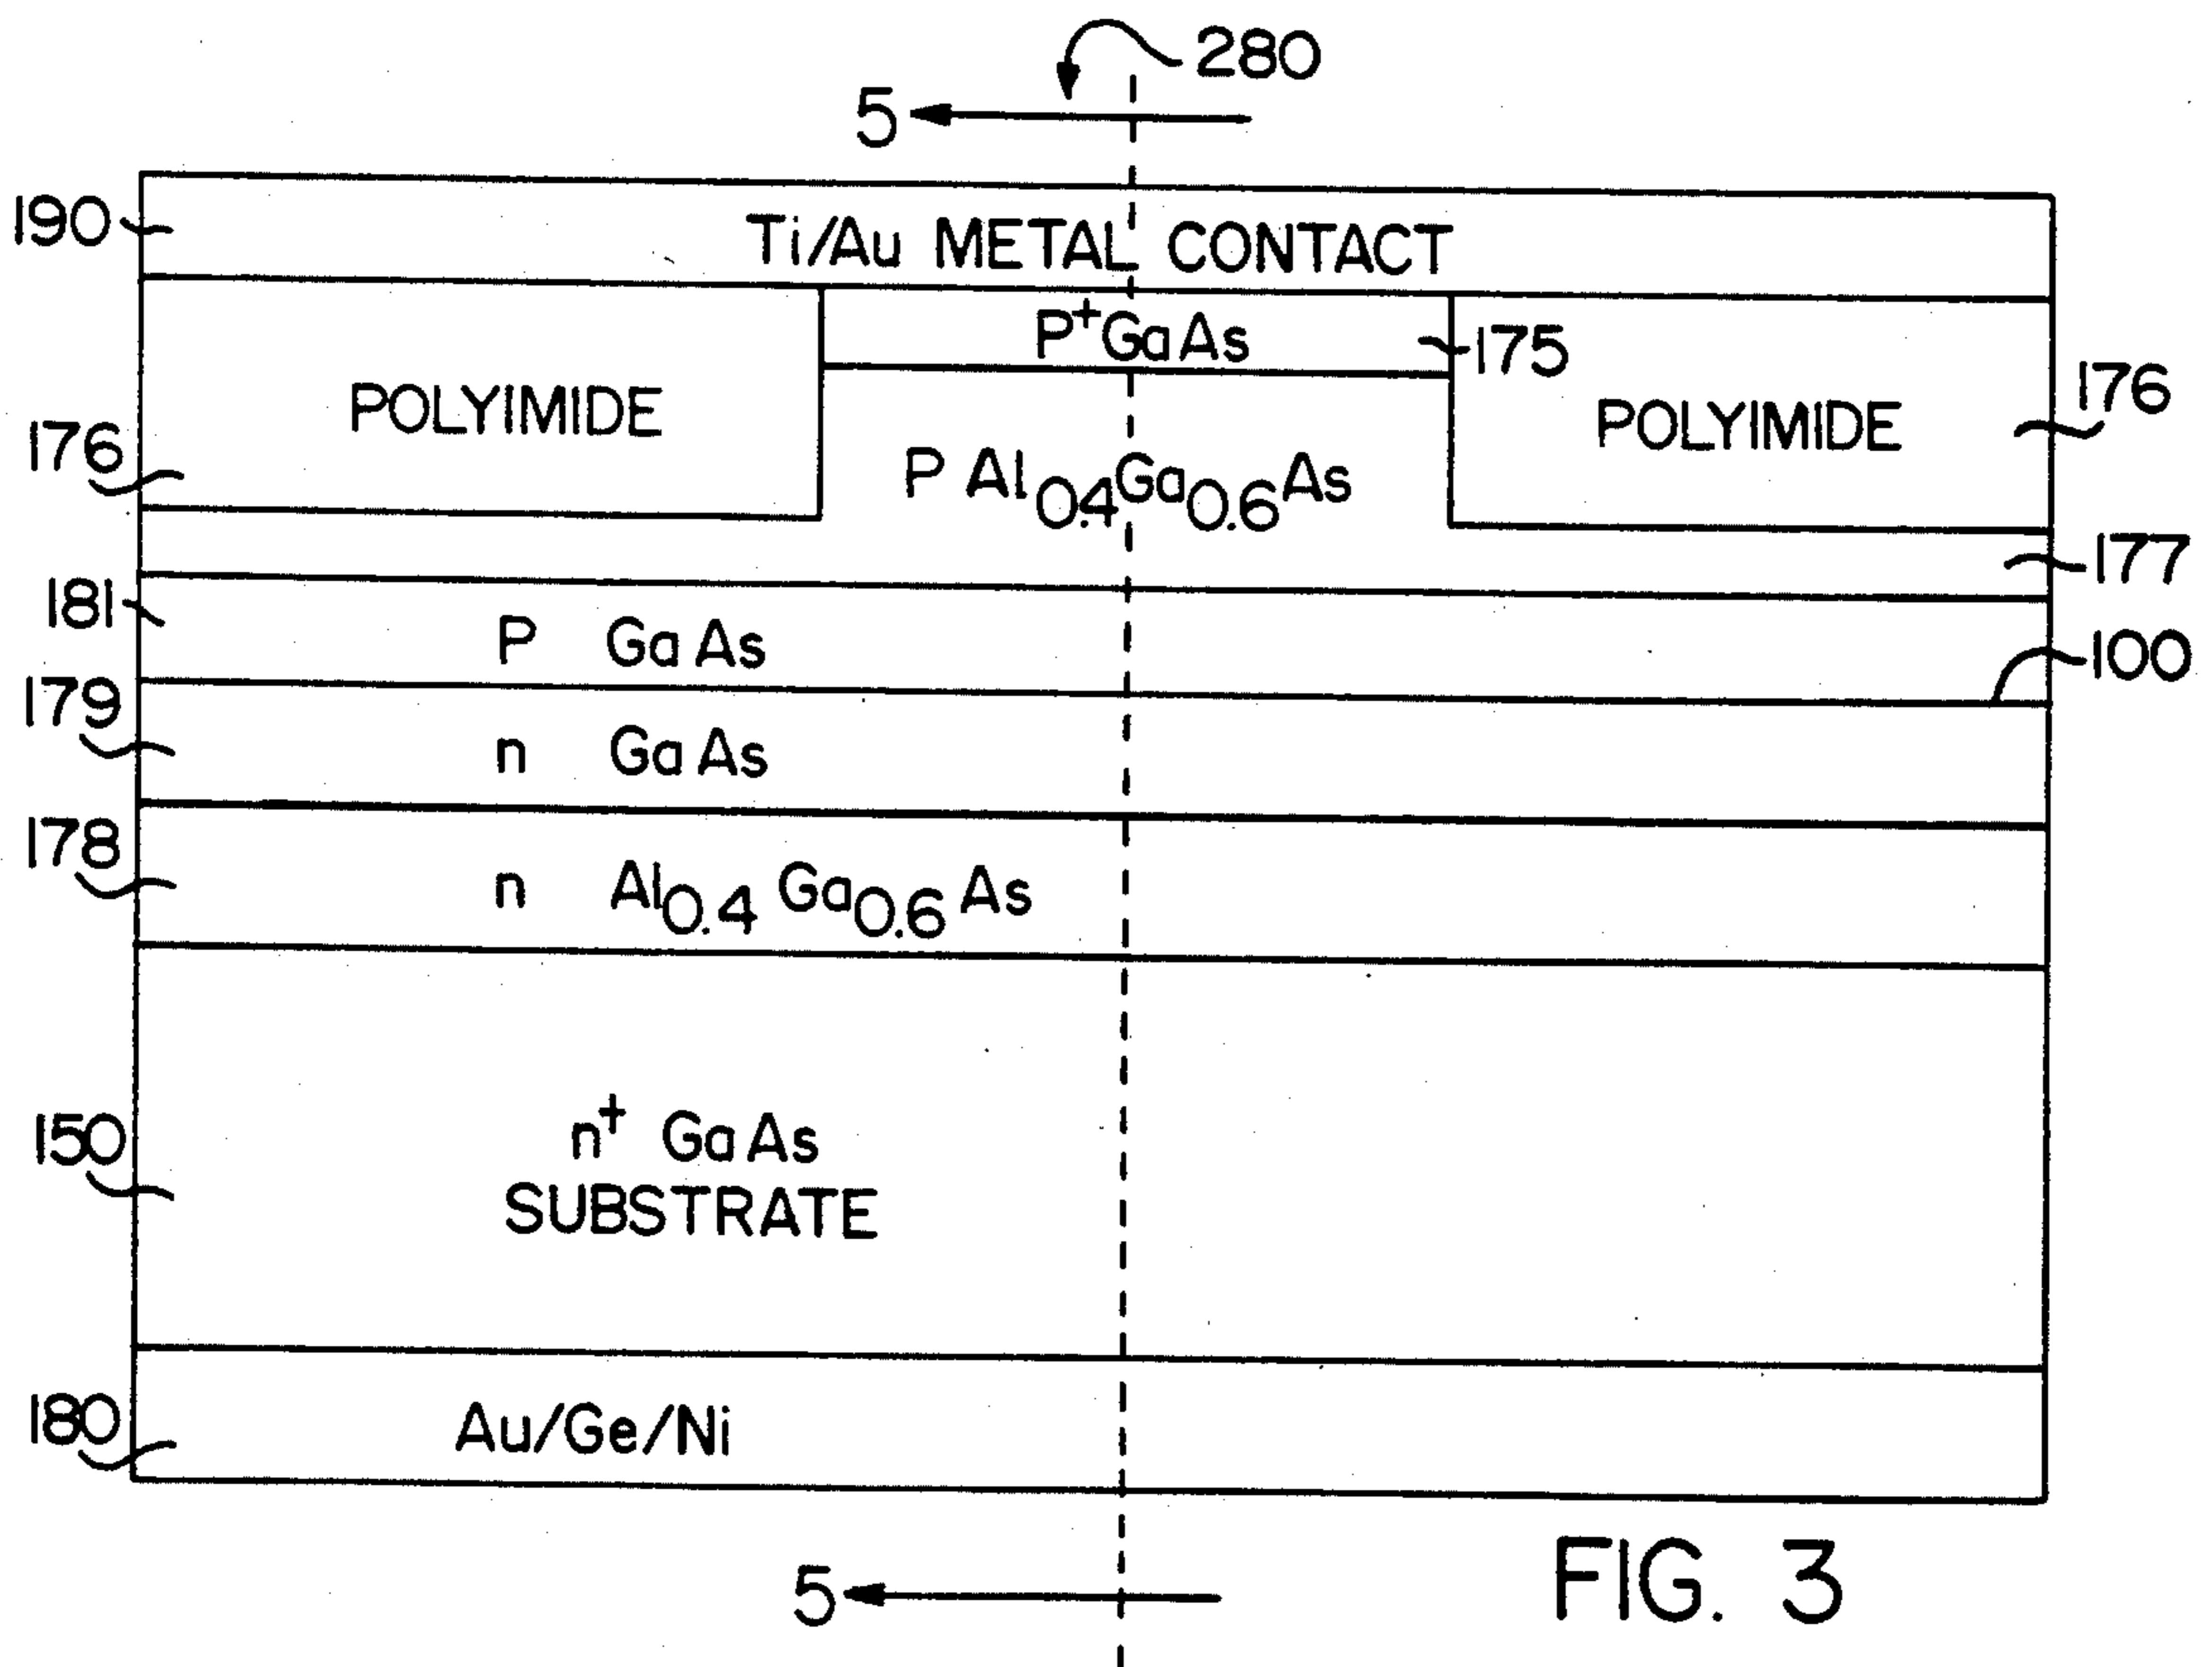 280
5
190
Ti/Au METAL CONTACT
P⁺GaAs
175
POLYIMIDE
POLYIMIDE
176
176
P Al₀.₄Ga₀.₆As
177
181
P GaAs
100
179
n GaAs
178
n Al₀.₄ Ga₀.₆ As
150
n⁺ GaAs
SUBSTRATE
180
Au/Ge/Ni
5
FIG. 3